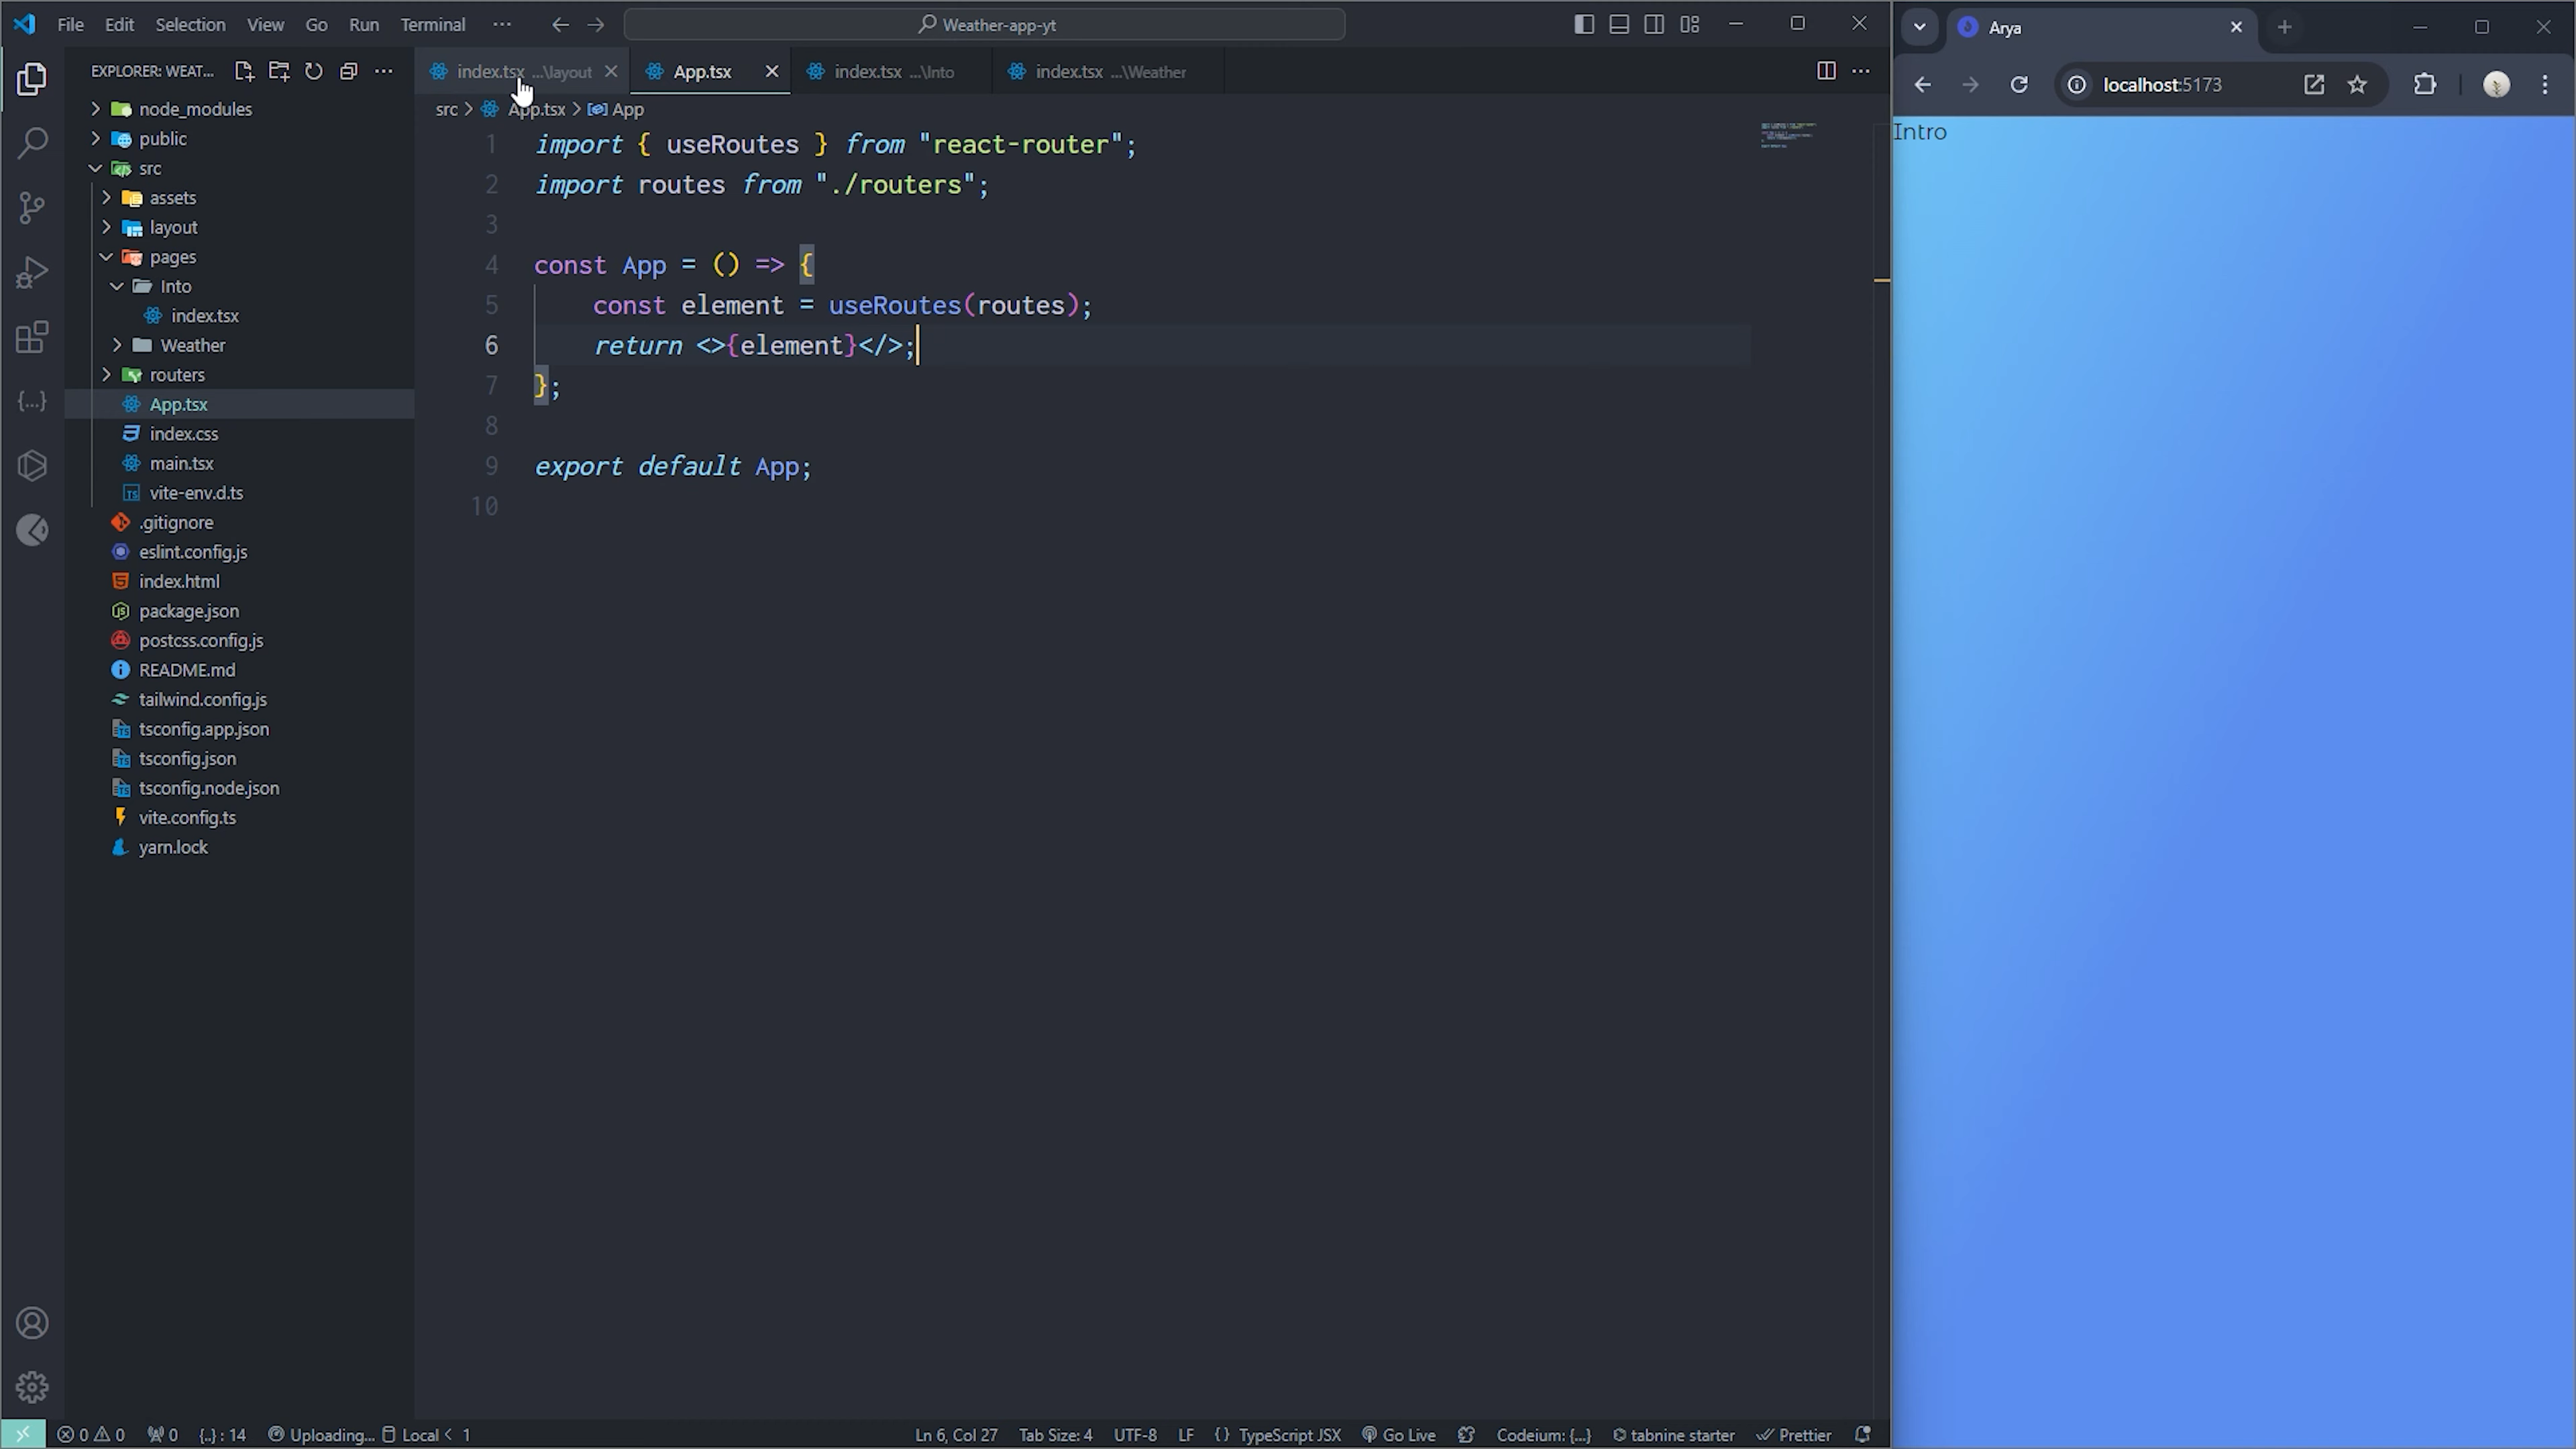 File Edit Selection View Go Run Terminal ··· Weather-app-yt
EXPLORER: WEAT...
node_modules
public
src
assets
layout
pages
Into
index.tsx
Weather
routers
App.tsx
index.css
main.tsx
vite-env.d.ts
.gitignore
eslint.config.js
index.html
package.json
postcss.config.js
README.md
tailwind.config.js
tsconfig.app.json
tsconfig.json
tsconfig.node.json
vite.config.ts
yarn.lock
index.tsx ...\layout App.tsx index.tsx ...\Into index.tsx ...\Weather
src > App.tsx > App
1 import { useRoutes } from "react-router";
2 import routes from "./routers";
3
4 const App = () => {
5 const element = useRoutes(routes);
6 return <>{element}</>;
7 };
8
9 export default App;
10
0 0 0 {..} : 14 Uploading... Local < 1 Ln 6, Col 27 Tab Size: 4 UTF-8 LF {} TypeScript JSX Go Live Codeium: {...} tabnine starter Prettier
Arya
localhost:5173
Intro